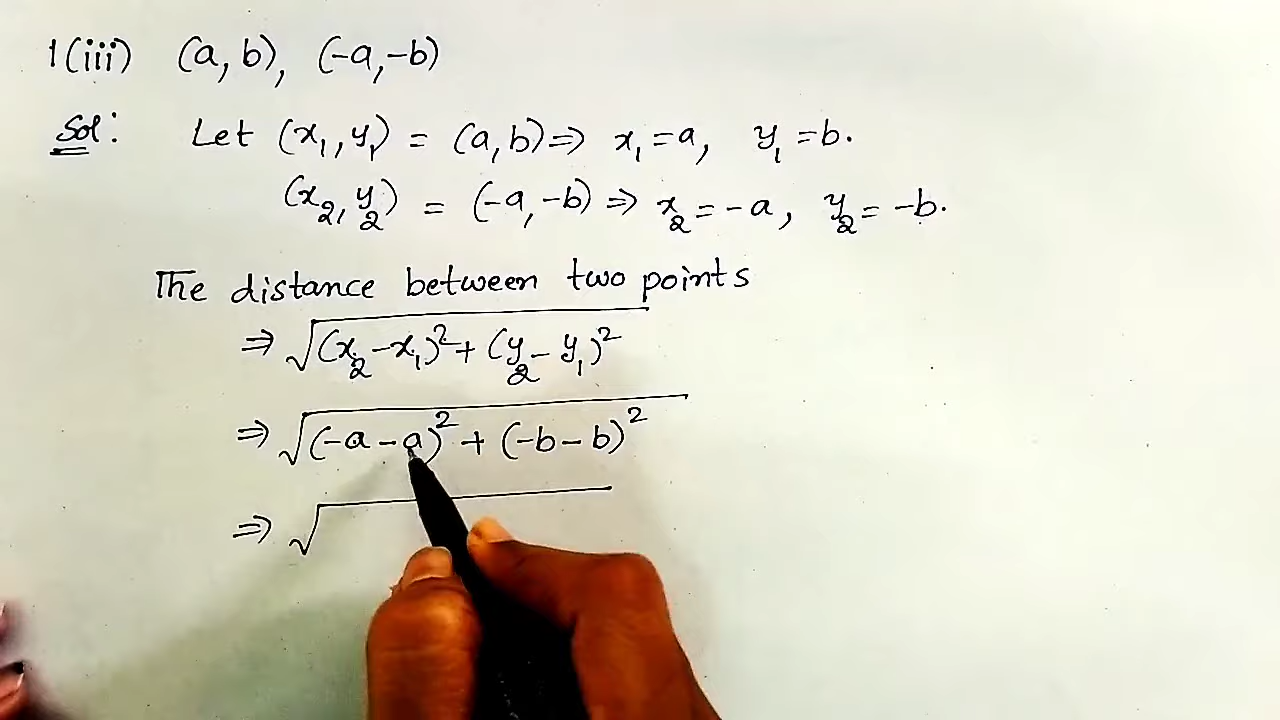 1(iii) (a, b), (-a,-b)
Sol: Let (x₁, y₁) = (a, b) ⇒ x₁ = a, y₁ = b.
(x₂, y₂) = (-a, -b) ⇒ x₂ = -a, y₂ = -b.
The distance between two points
⇒ √(x₂ - x₁)² + (y₂ - y₁)²
⇒ √(-a - a)² + (-b - b)²
⇒ √